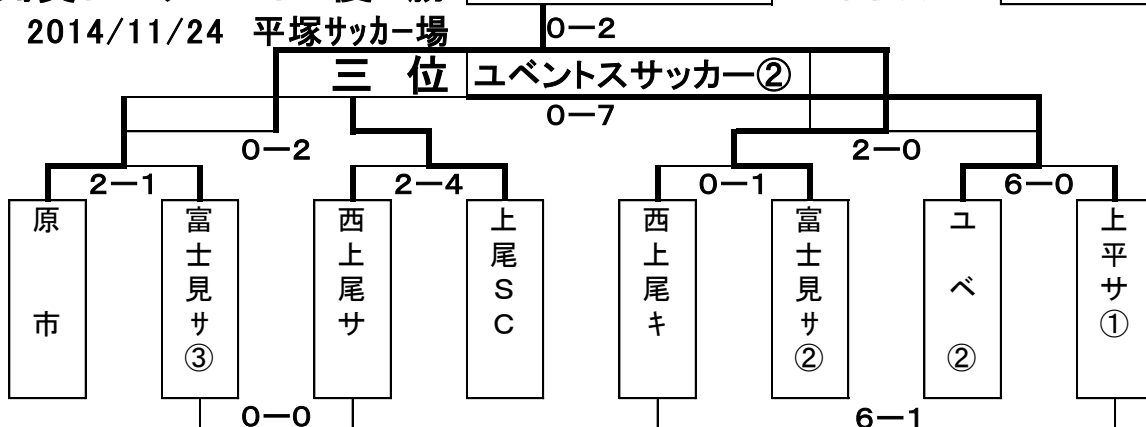 2014/11/24 平塚サッカー場
0ー2
三 位 ユベントスサッカー②
0ー7
0ー2
2ー0
2ー1
2ー4
0ー1
6ー0
原市
富士見サ③
西上尾サ
上尾SC
西上尾キ
富士見サ②
ユベ②
上平サ①
0ー0
6ー1